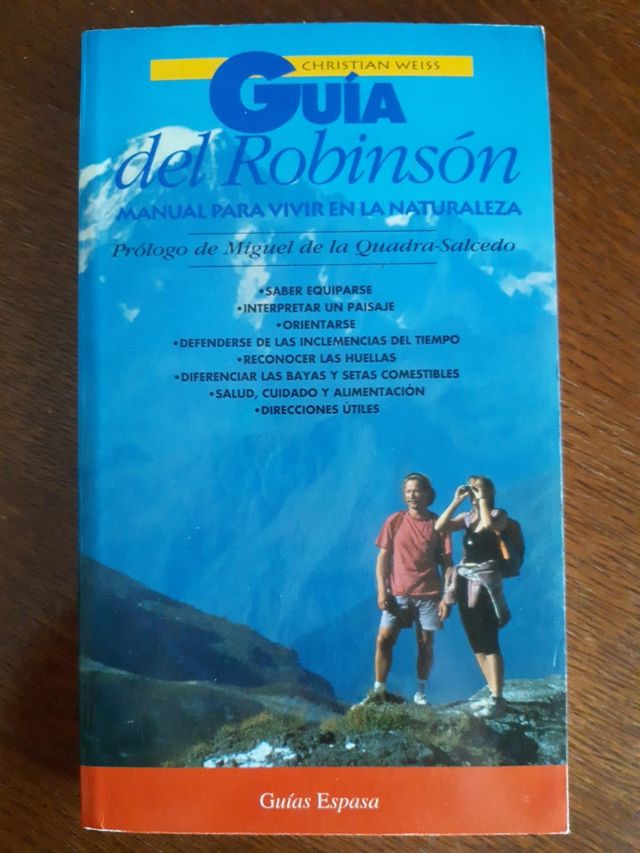 CHRISTIAN WEISS
GUÍA
del Robinsón
MANUAL PARA VIVIR EN LA NATURALEZA
Prólogo de Miguel de la Quadra-Salcedo
•SABER EQUIPARSE
•INTERPRETAR UN PAISAJE
•ORIENTARSE
•DEFENDERSE DE LAS INCLEMENCIAS DEL TIEMPO
•RECONOCER LAS HUELLAS
•DIFERENCIAR LAS BAYAS Y SETAS COMESTIBLES
•SALUD, CUIDADO Y ALIMENTACIÓN
•DIRECCIONES ÚTILES
Guías Espasa